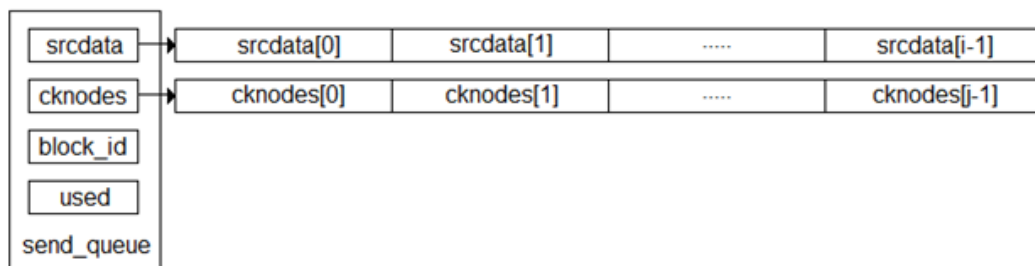 srcdata srcdata[0] srcdata[1] ----- srcdata[i-1]
cknodes cknodes[0] cknodes[1] ----- cknodes[j-1]
block_id
used
send_queue